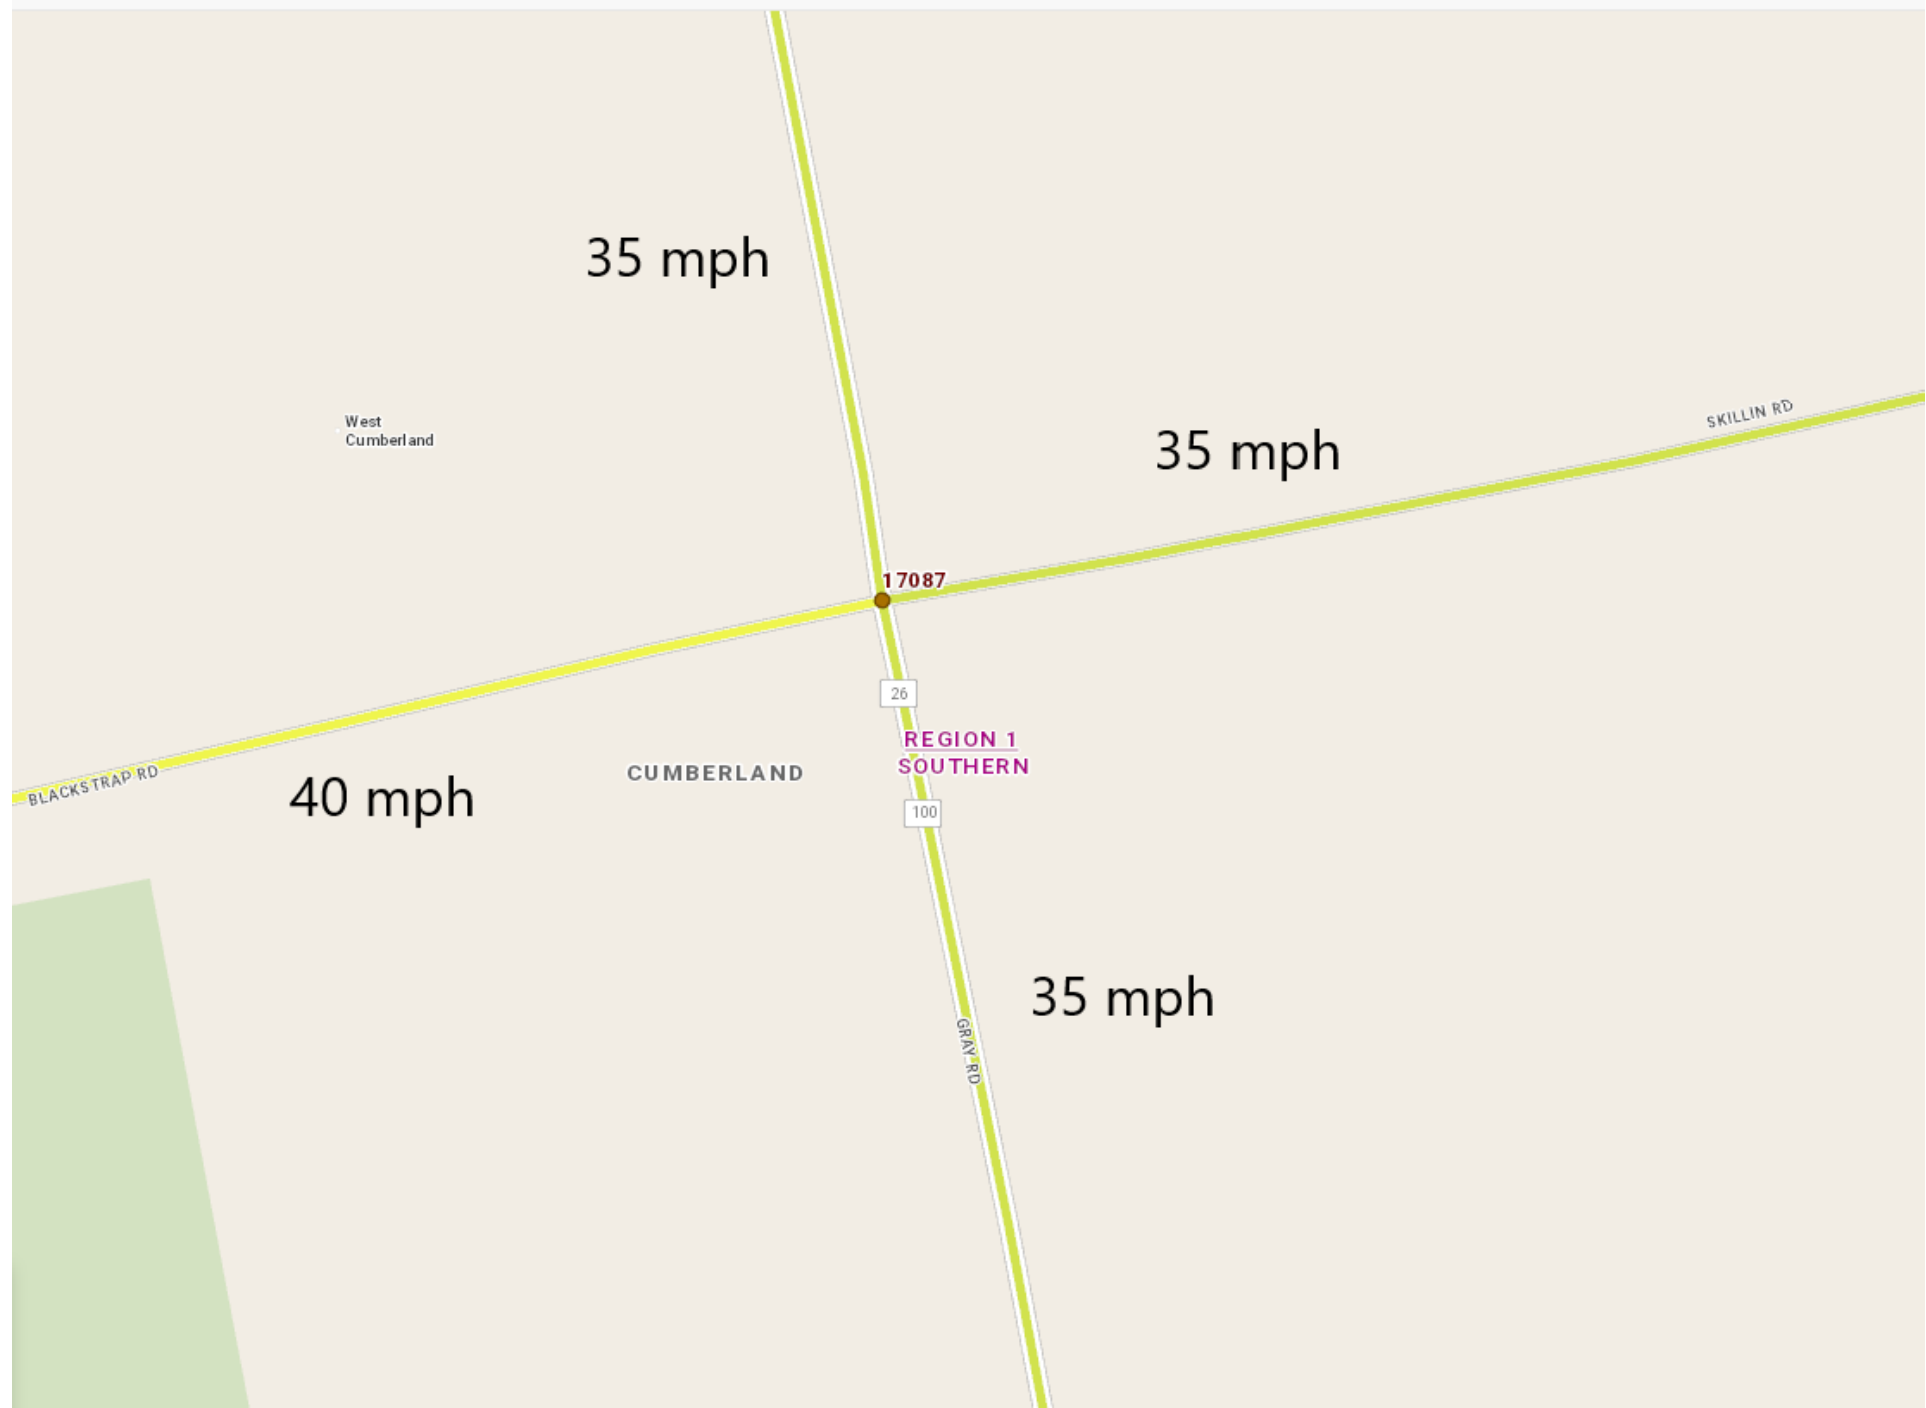 35 mph
SKILLIN RD
West
Cumberland
35 mph
17087
26
REGION 1
SOUTHERN
CUMBERLAND
BLACKSTRAP RD
40 mph
100
35 mph
GRAY RD